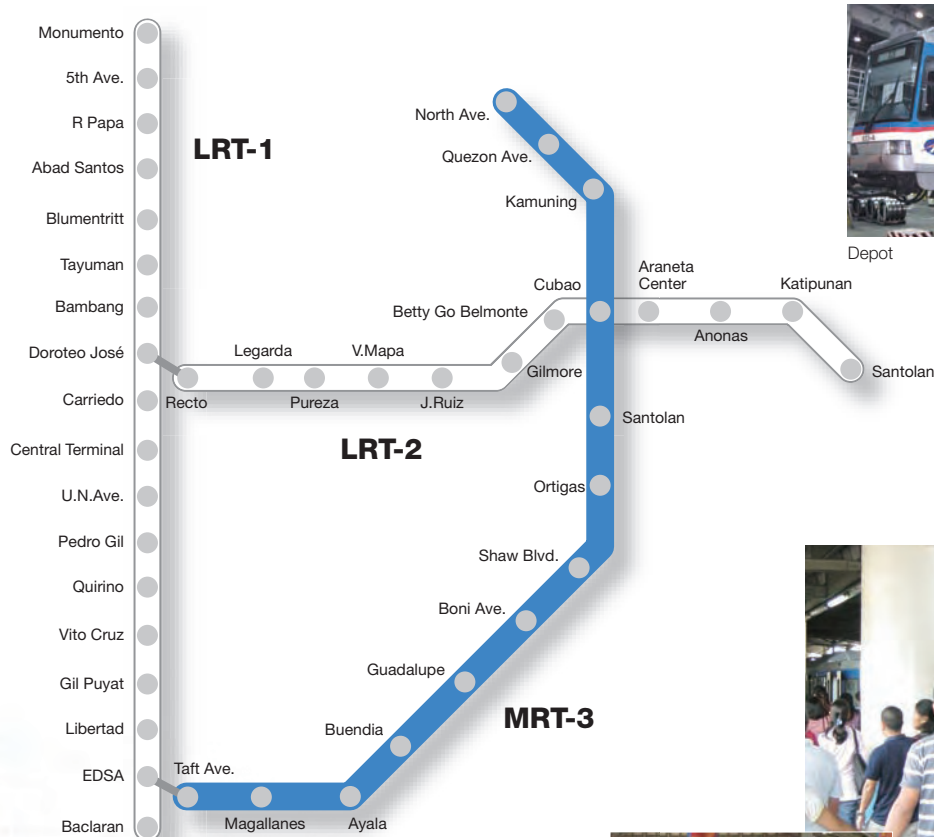 Monumento
5th Ave.
R Papa
Abad Santos
Blumentritt
Tayuman
Bambang
Doroteo José
Carriedo
Central Terminal
U.N.Ave.
Pedro Gil
Quirino
Vito Cruz
Gil Puyat
Libertad
EDSA
Baclaran
LRT-1
Recto
Legarda
Pureza
V.Mapa
J.Ruiz
Gilmore
Betty Go Belmonte
Cubao
Araneta
Center
Anonas
Katipunan
Santolan
LRT-2
North Ave.
Quezon Ave.
Kamuning
Santolan
Ortigas
Shaw Blvd.
Boni Ave.
Guadalupe
Buendia
Ayala
Magallanes
Taft Ave.
MRT-3
Depot